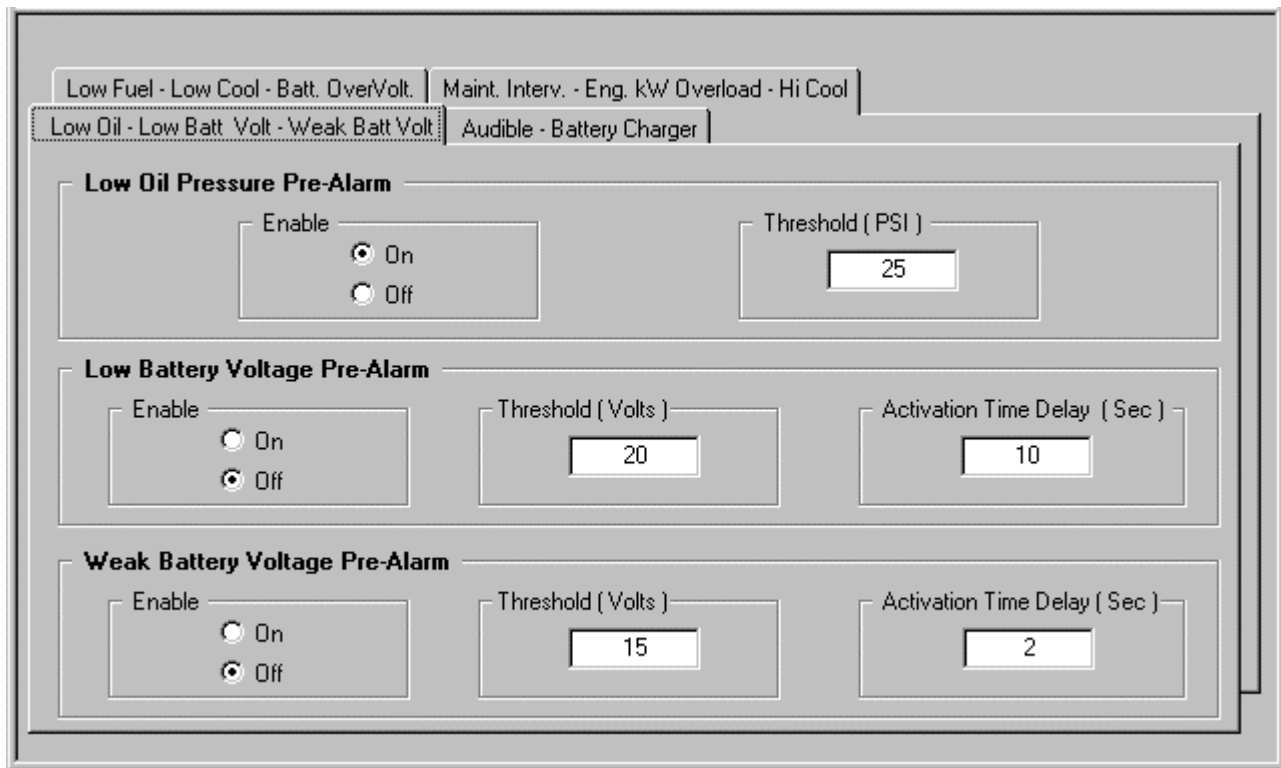 Low Fuel - Low Cool - Batt. OverVolt. Maint. Interv. - Eng. kW Overload - Hi Cool
Low Oil - Low Batt Volt - Weak Batt Volt Audible - Battery Charger
Low Oil Pressure Pre-Alarm
Enable Threshold ( PSI )
On 25
Off
Low Battery Voltage Pre-Alarm
Enable Threshold ( Volts ) Activation Time Delay ( Sec )
On 20 10
Off
Weak Battery Voltage Pre-Alarm
Enable Threshold ( Volts ) Activation Time Delay ( Sec )
On 15 2
Off